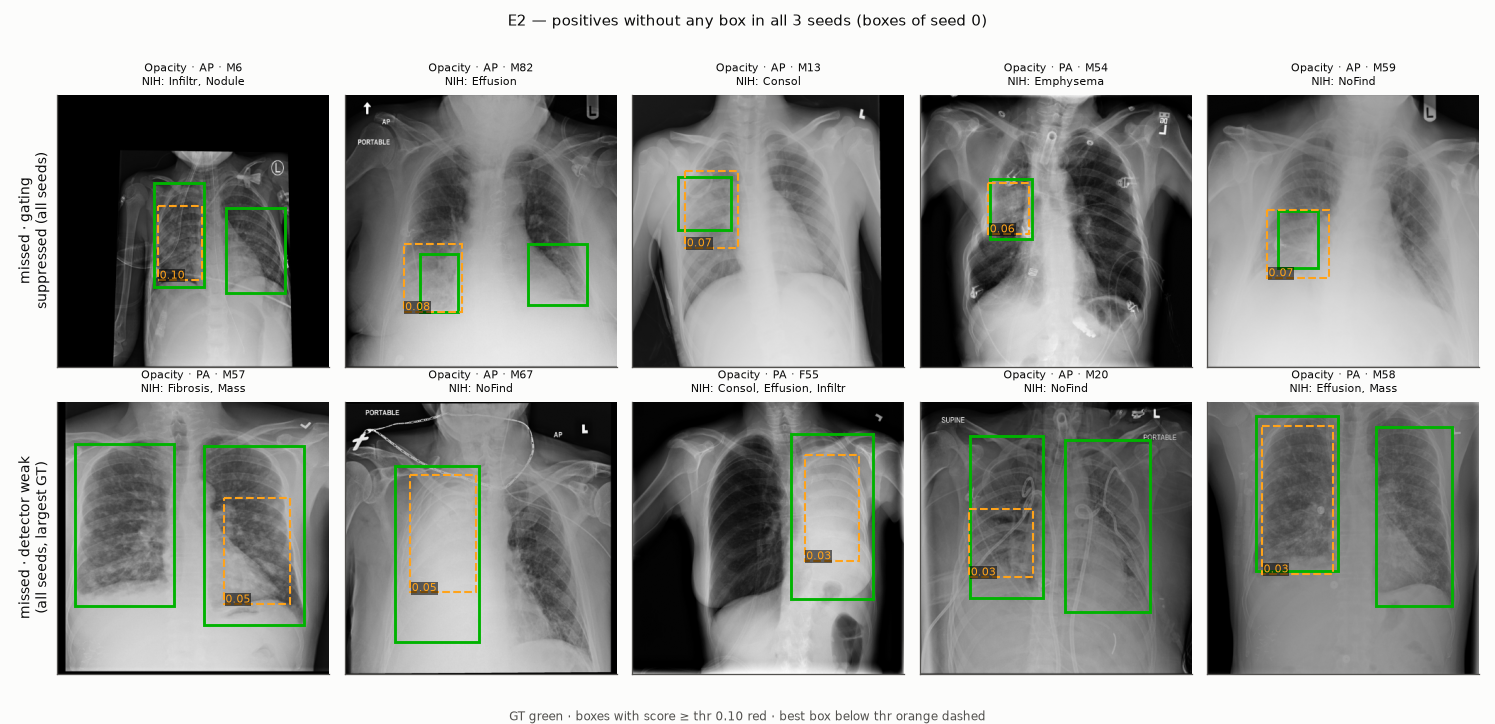 E2 — positives without any box in all 3 seeds (boxes of seed 0)
missed · gating
suppressed (all seeds)
Opacity · AP · M6
NIH: Infiltr, Nodule
L
0.10
Opacity · AP · M82
NIH: Effusion
AP
PORTABLE
L
0.08
Opacity · AP · M13
NIH: Consol
L
0.07
Opacity · PA · M54
NIH: Emphysema
L
0.06
Opacity · AP · M59
NIH: NoFind
L
0.07
missed · detector weak
(all seeds, largest GT)
Opacity · PA · M57
NIH: Fibrosis, Mass
0.05
Opacity · AP · M67
NIH: NoFind
PORTABLE
AP
L
0.05
Opacity · PA · F55
NIH: Consol, Effusion, Infiltr
0.03
Opacity · AP · M20
NIH: NoFind
SUPINE
L
PORTABLE
0.03
Opacity · PA · M58
NIH: Effusion, Mass
0.03
GT green · boxes with score ≥ thr 0.10 red · best box below thr orange dashed